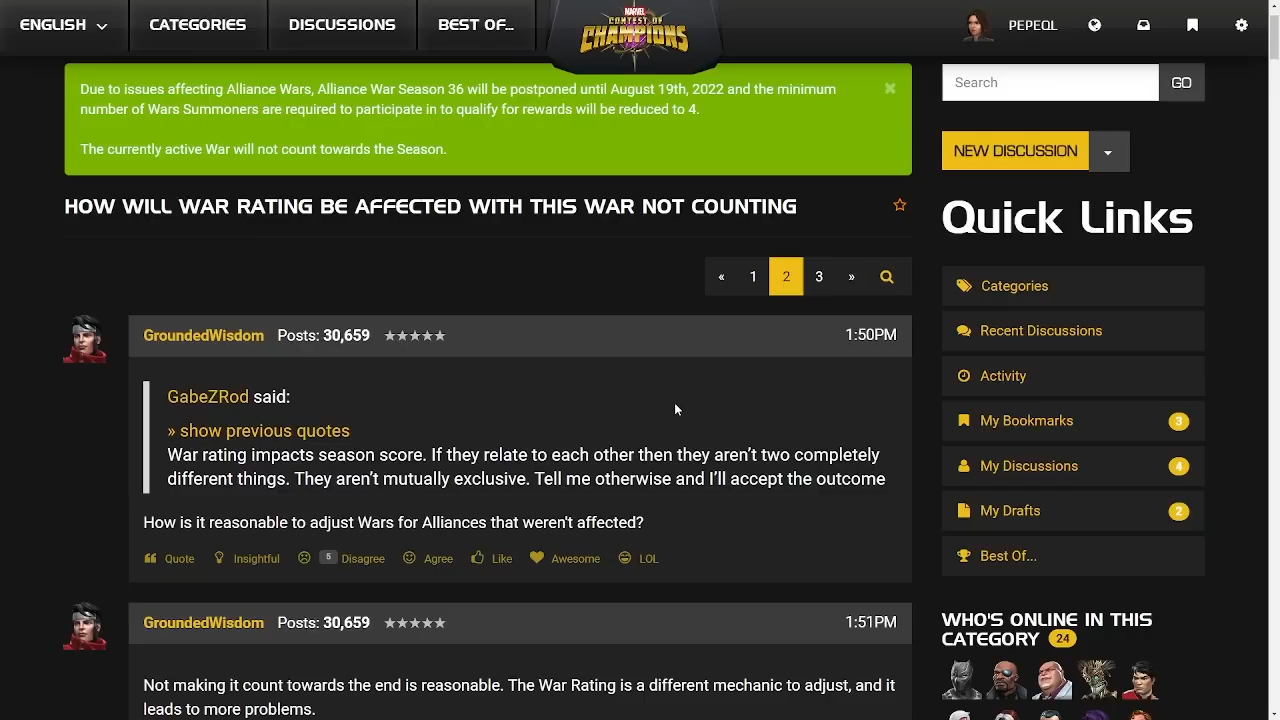 ENGLISH
CATEGORIES
DISCUSSIONS
BEST OF...
MARVEL
CONTEST OF
CHAMPIONS
PEPEQL
Due to issues affecting Alliance Wars, Alliance War Season 36 will be postponed until August 19th, 2022 and the minimum
number of Wars Summoners are required to participate in to qualify for rewards will be reduced to 4.
×
The currently active War will not count towards the Season.
Search
GO
NEW DISCUSSION
HOW WILL WAR RATING BE AFFECTED WITH THIS WAR NOT COUNTING
« 1 2 3 »
GroundedWisdom Posts: 30,659 ★★★★★ 1:50PM
GabeZRod said:
» show previous quotes
War rating impacts season score. If they relate to each other then they aren't two completely
different things. They aren't mutually exclusive. Tell me otherwise and I'll accept the outcome
How is it reasonable to adjust Wars for Alliances that weren't affected?
Quote Insightful 5 Disagree Agree Like Awesome LOL
GroundedWisdom Posts: 30,659 ★★★★★ 1:51PM
Not making it count towards the end is reasonable. The War Rating is a different mechanic to adjust, and it
leads to more problems.
Quick Links
Categories
Recent Discussions
Activity
My Bookmarks 3
My Discussions 4
My Drafts 2
Best Of...
WHO'S ONLINE IN THIS
CATEGORY 24